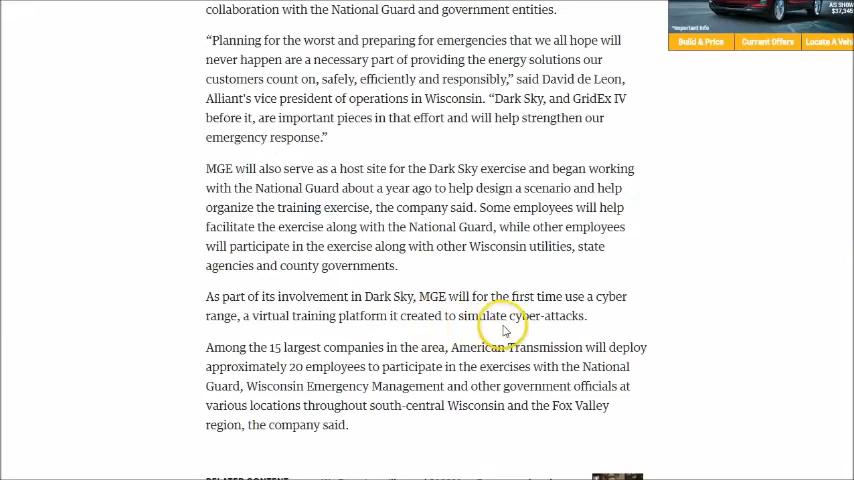 collaboration with the National Guard and government entities.
“Planning for the worst and preparing for emergencies that we all hope will
never happen are a necessary part of providing the energy solutions our
customers count on, safely, efficiently and responsibly,” said David de Leon,
Alliant's vice president of operations in Wisconsin. “Dark Sky, and GridEx IV
before it, are important pieces in that effort and will help strengthen our
emergency response.”
MGE will also serve as a host site for the Dark Sky exercise and began working
with the National Guard about a year ago to help design a scenario and help
organize the training exercise, the company said. Some employees will help
facilitate the exercise along with the National Guard, while other employees
will participate in the exercise along with other Wisconsin utilities, state
agencies and county governments.
As part of its involvement in Dark Sky, MGE will for the first time use a cyber
range, a virtual training platform it created to simulate cyber-attacks.
Among the 15 largest companies in the area, American Transmission will deploy
approximately 20 employees to participate in the exercises with the National
Guard, Wisconsin Emergency Management and other government officials at
various locations throughout south-central Wisconsin and the Fox Valley
region, the company said.
RELATED CONTENT
AS SHOW
$37,345
*Important Info
Build & Price
Current Offers
Locate A Veh